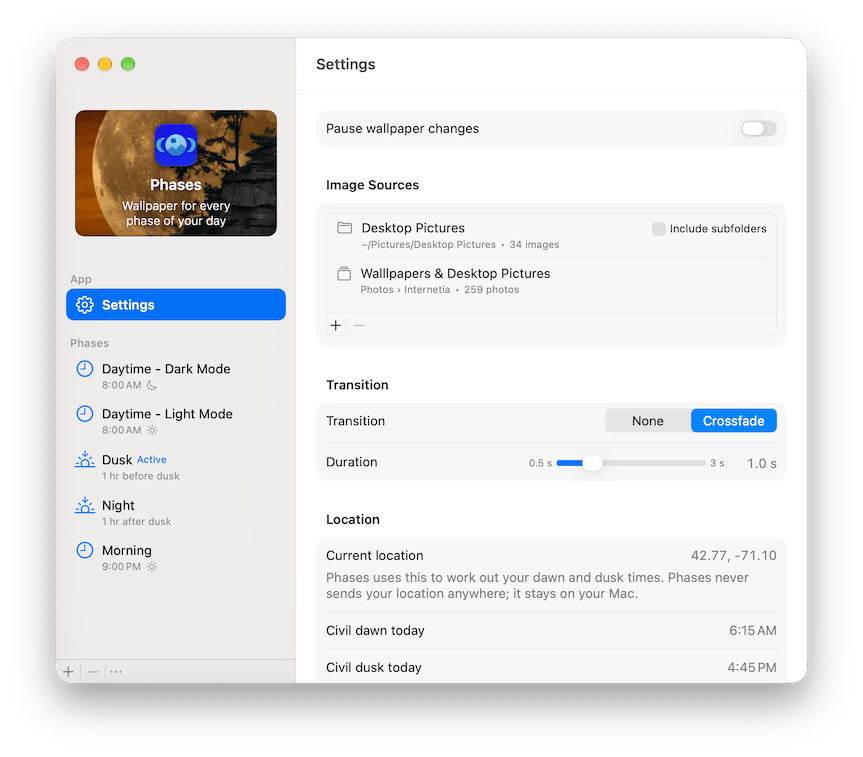 Settings
Phases
Wallpaper for every
phase of your day
App
Settings
Phases
Daytime - Dark Mode
8:00 AM
Daytime - Light Mode
8:00 AM
Dusk Active
1 hr before dusk
Night
1 hr after dusk
Morning
9:00 PM
Pause wallpaper changes
Image Sources
Desktop Pictures
Include subfolders
~/Pictures/Desktop Pictures • 34 images
Walllpapers & Desktop Pictures
Photos › Internetia • 259 photos
Transition
Transition None Crossfade
Duration 0.5 s 3 s 1.0 s
Location
Current location 42.77, -71.10
Phases uses this to work out your dawn and dusk times. Phases never
sends your location anywhere; it stays on your Mac.
Civil dawn today 6:15 AM
Civil dusk today 4:45 PM